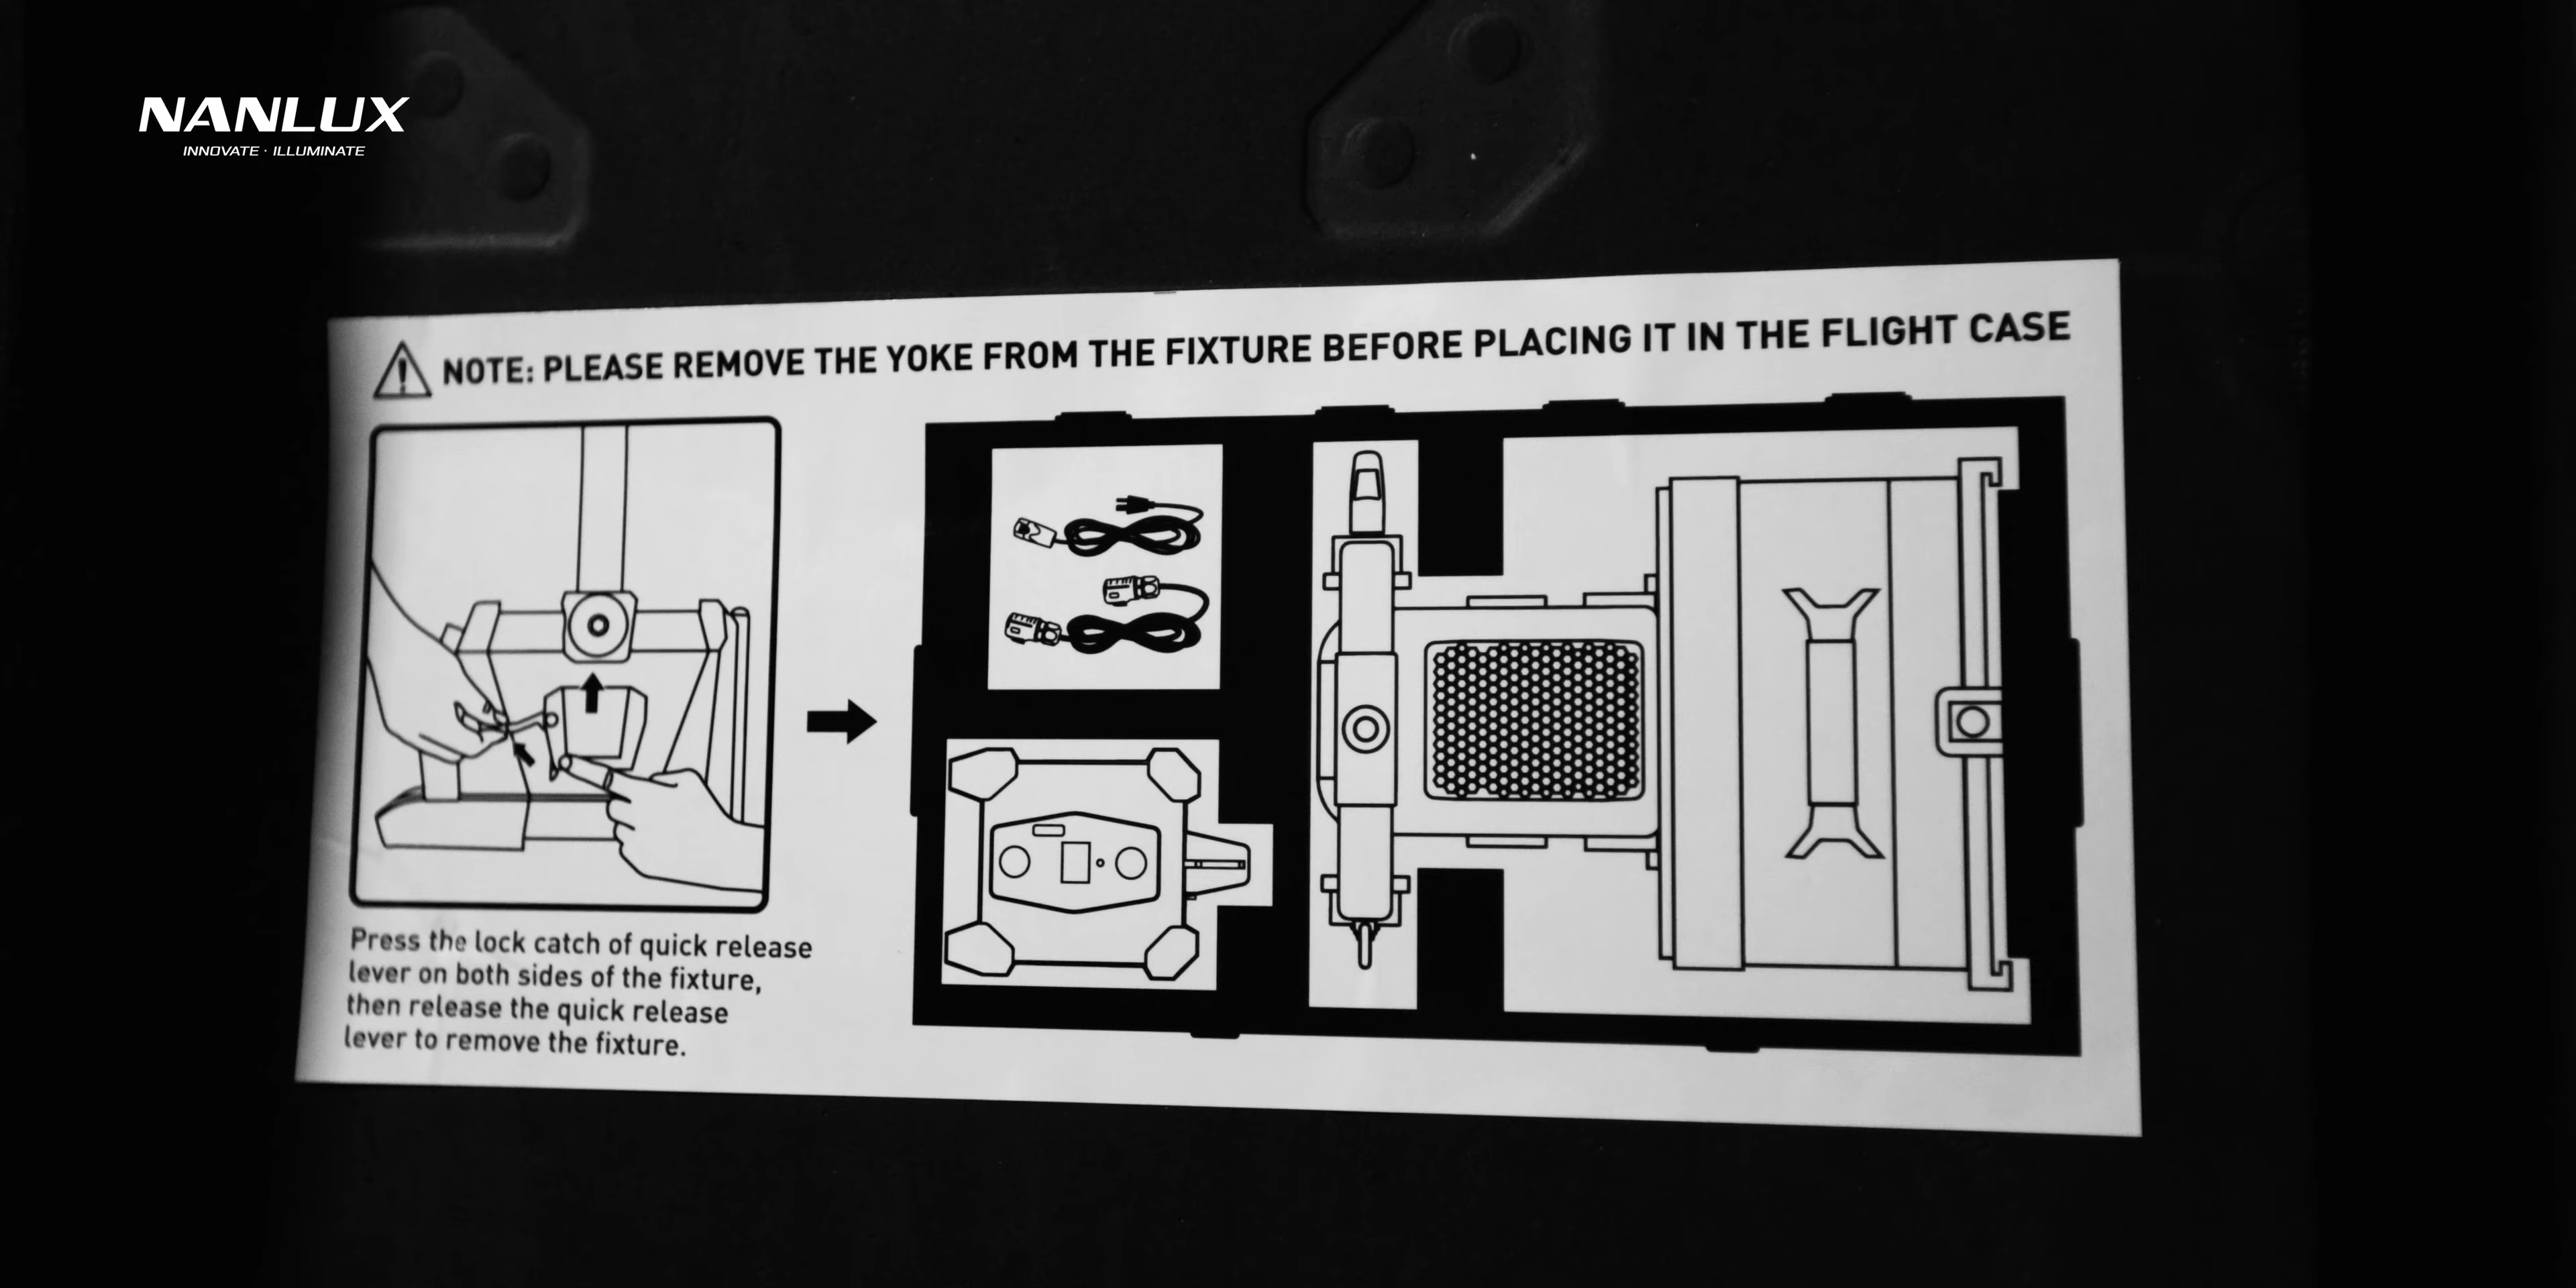 NANLUX
INNOVATE · ILLUMINATE
NOTE: PLEASE REMOVE THE YOKE FROM THE FIXTURE BEFORE PLACING IT IN THE FLIGHT CASE
Press the lock catch of quick release
lever on both sides of the fixture,
then release the quick release
lever to remove the fixture.